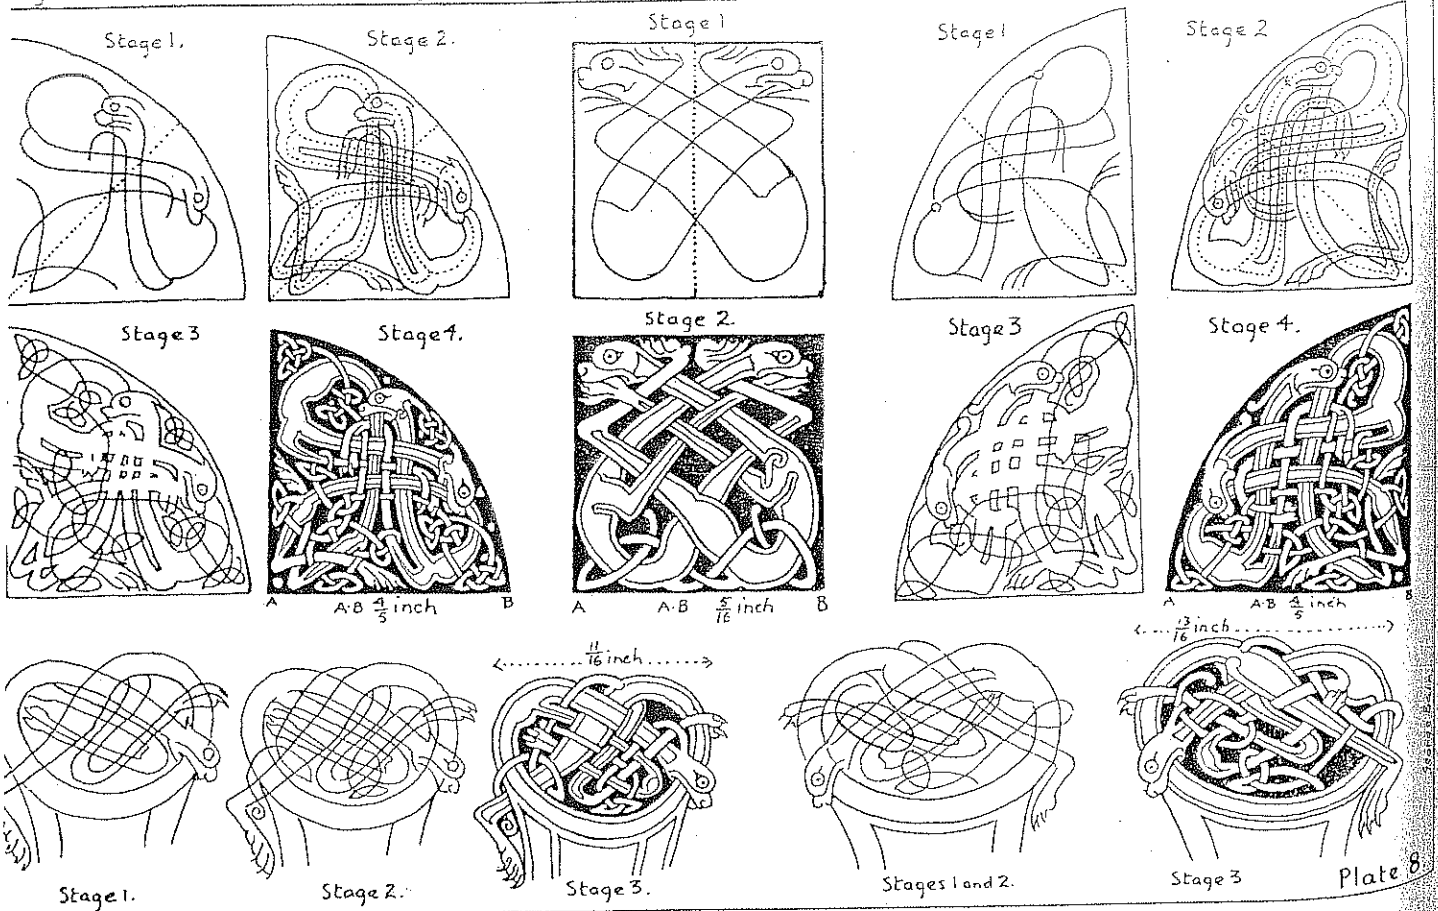 Stage 1.
Stage 2.
Stage 1
Stage 1
Stage 2
Stage 3
Stage 4.
Stage 2.
Stage 3
Stage 4.
A
A·B 4/5 inch
B
A
A·B 5/16 inch
B
A
A·B 4/5 inch
B
11/16 inch
13/16 inch
Stage 1.
Stage 2.
Stage 3.
Stages 1 and 2.
Stage 3
Plate 8